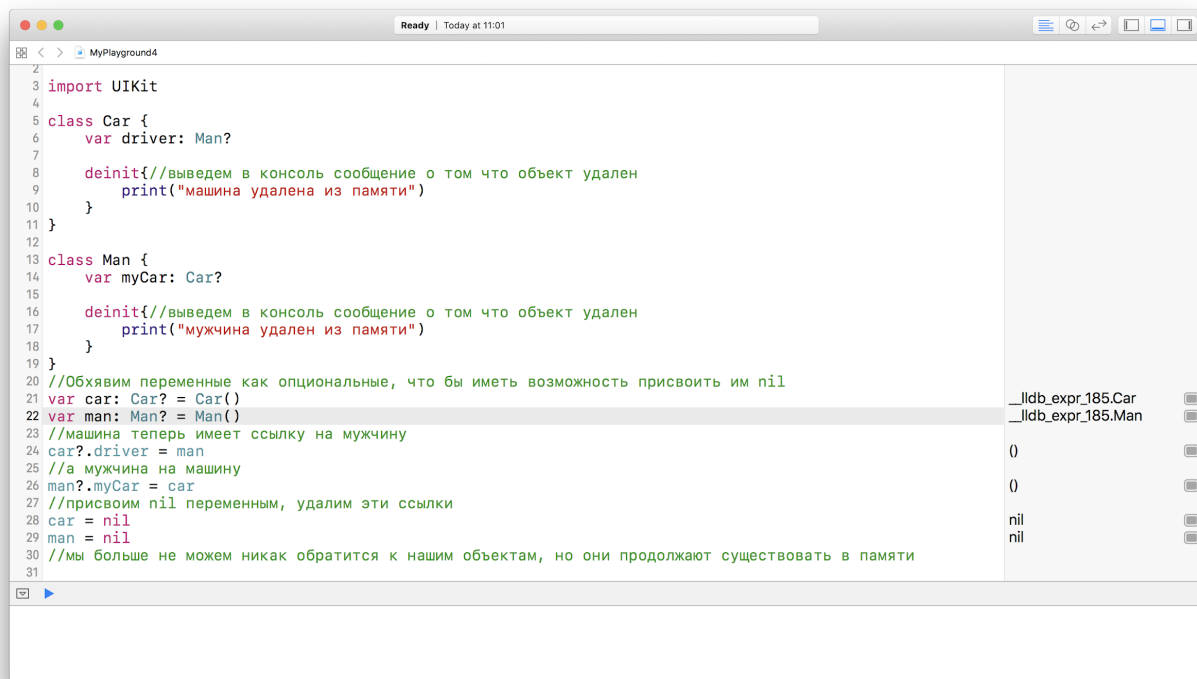 Ready | Today at 11:01
MyPlayground4
2
3 import UIKit
4
5 class Car {
6     var driver: Man?
7
8     deinit{//выведем в консоль сообщение о том что объект удален
9         print("машина удалена из памяти")
10     }
11 }
12
13 class Man {
14     var myCar: Car?
15
16     deinit{//выведем в консоль сообщение о том что объект удален
17         print("мужчина удален из памяти")
18     }
19 }
20 //Обхявим переменные как опциональные, что бы иметь возможность присвоить им nil
21 var car: Car? = Car() __lldb_expr_185.Car
22 var man: Man? = Man() __lldb_expr_185.Man
23 //машина теперь имеет ссылку на мужчину
24 car?.driver = man ()
25 //а мужчина на машину
26 man?.myCar = car ()
27 //присвоим nil переменным, удалим эти ссылки
28 car = nil nil
29 man = nil nil
30 //мы больше не можем никак обратится к нашим объектам, но они продолжают существовать в памяти
31